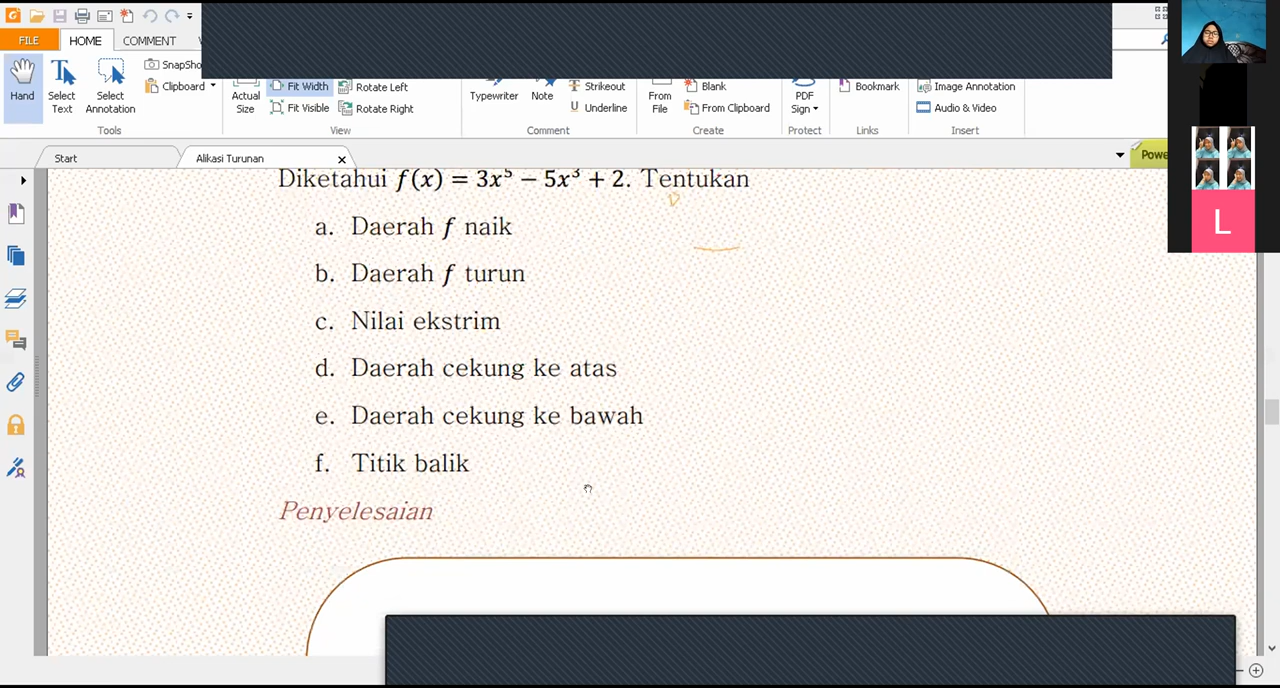 FILE HOME COMMENT
Hand Select Text Select Annotation SnapSho Clipboard
Actual Size Fit Width Fit Visible Rotate Left Rotate Right
Typewriter Note Strikeout Underline
From File Blank From Clipboard
PDF Sign Bookmark Image Annotation Audio & Video
Tools View Comment Create Protect Links Insert
Start Alikasi Turunan Powe
L
Diketahui f(x) = 3x⁵ − 5x³ + 2. Tentukan
a. Daerah f naik
b. Daerah f turun
c. Nilai ekstrim
d. Daerah cekung ke atas
e. Daerah cekung ke bawah
f. Titik balik
Penyelesaian